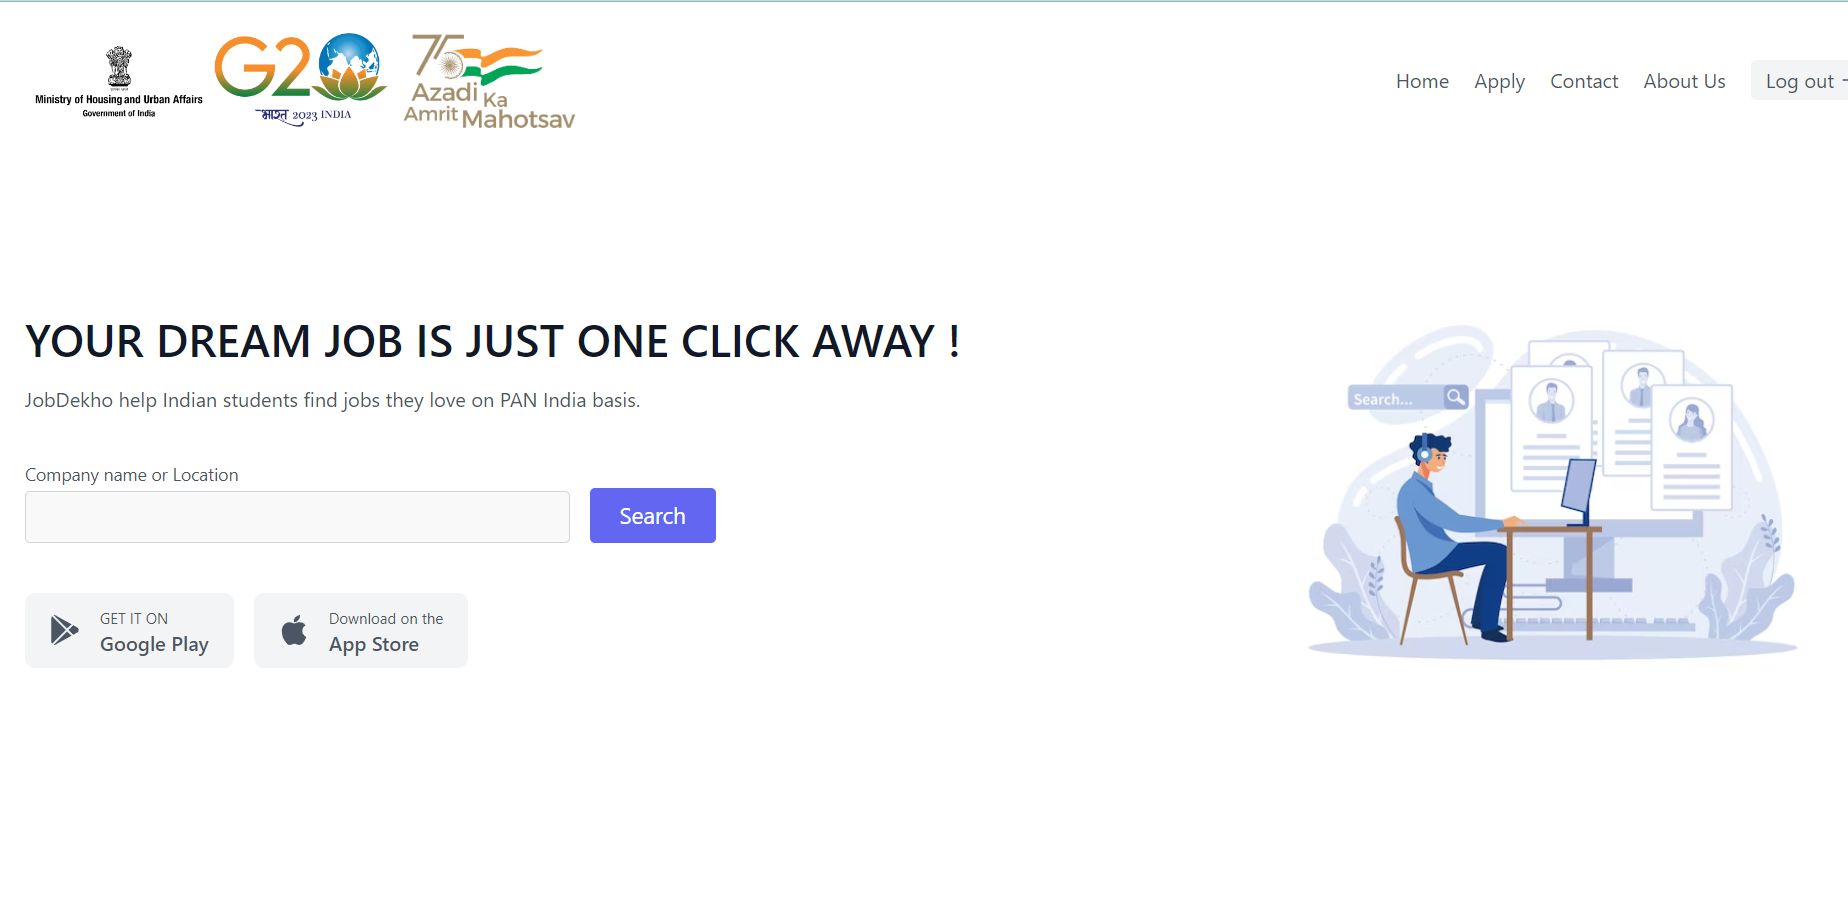 Ministry of Housing and Urban Affairs
Government of India
G20
भारत 2023 INDIA
75
Azadi Ka
Amrit Mahotsav
Home Apply Contact About Us Log out
YOUR DREAM JOB IS JUST ONE CLICK AWAY !
JobDekho help Indian students find jobs they love on PAN India basis.
Company name or Location
Search
GET IT ON
Google Play
Download on the
App Store
Search...